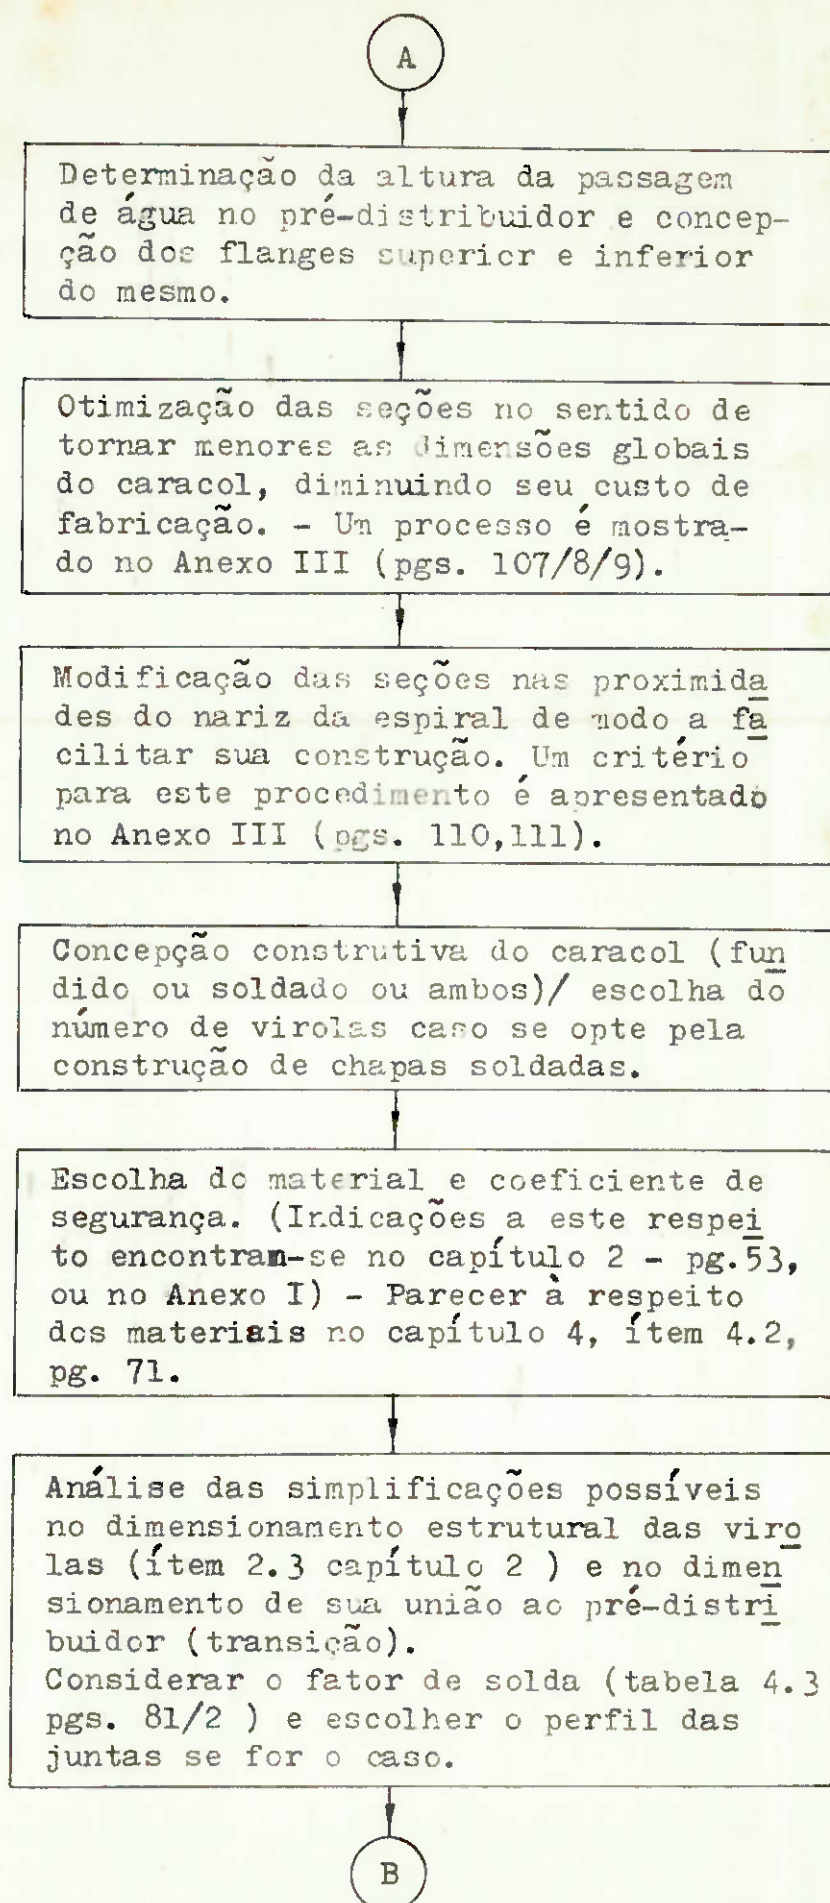 A
Determinação da altura da passagem
de água no pré-distribuidor e concep-
ção dos flanges superior e inferior
do mesmo.
Otimização das seções no sentido de
tornar menores as dimensões globais
do caracol, diminuindo seu custo de
fabricação. - Um processo é mostra-
do no Anexo III (pgs. 107/8/9).
Modificação das seções nas proximida
des do nariz da espiral de modo a fa
cilitar sua construção. Um critério
para este procedimento é apresentado
no Anexo III (pgs. 110,111).
Concepção construtiva do caracol (fun
dido ou soldado ou ambos)/ escolha do
número de virolas caso se opte pela
construção de chapas soldadas.
Escolha do material e coeficiente de
segurança. (Indicações a este respei
to encontram-se no capítulo 2 - pg.53,
ou no Anexo I) - Parecer à respeito
dos materiais no capítulo 4, ítem 4.2,
pg. 71.
Análise das simplificações possíveis
no dimensionamento estrutural das viro
las (ítem 2.3 capítulo 2 ) e no dimen
sionamento de sua união ao pré-distri
buidor (transição).
Considerar o fator de solda (tabela 4.3
pgs. 81/2 ) e escolher o perfil das
juntas se for o caso.
B